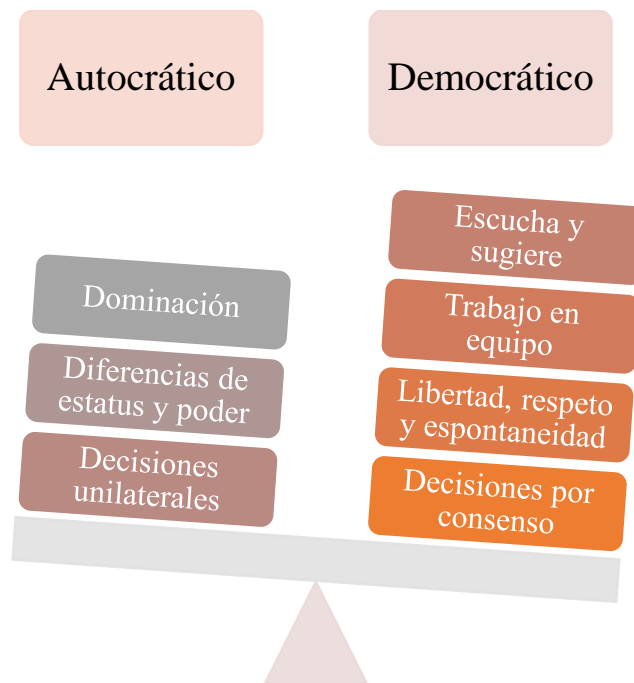 Autocrático
Democrático
Dominación
Diferencias de
estatus y poder
Decisiones
unilaterales
Escucha y
sugiere
Trabajo en
equipo
Libertad, respeto
y espontaneidad
Decisiones por
consenso